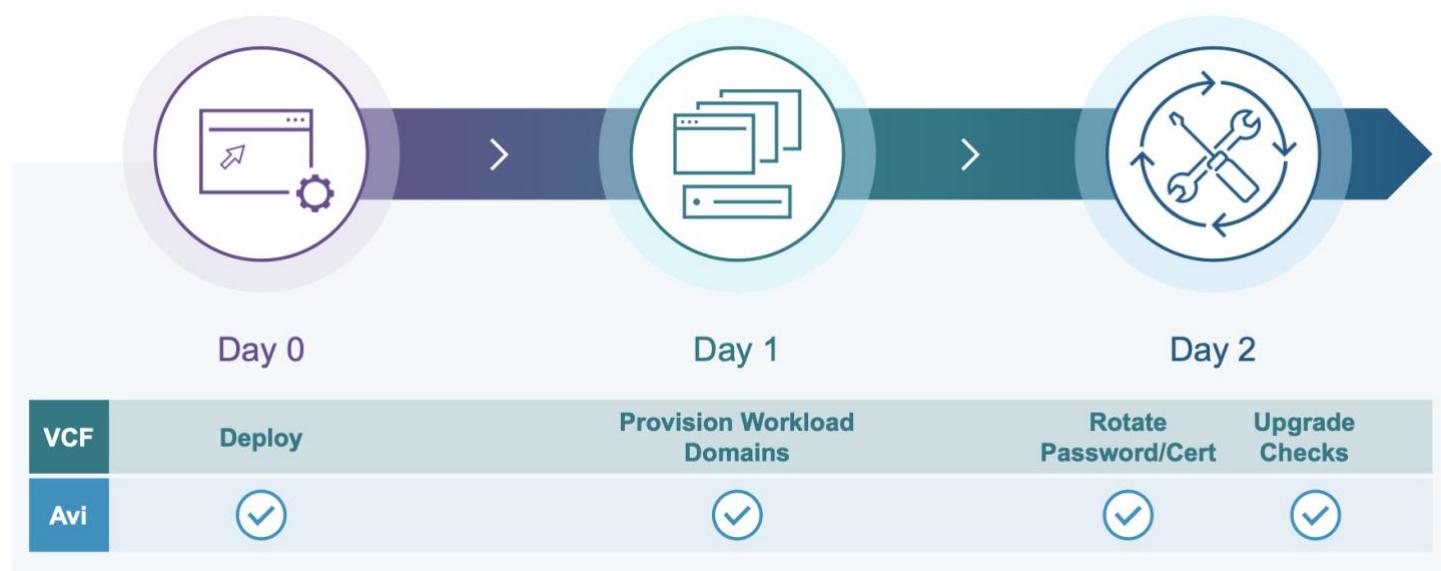 Day 0
Day 1
Day 2
VCF
Deploy
Provision Workload
Domains
Rotate
Password/Cert
Upgrade
Checks
Avi